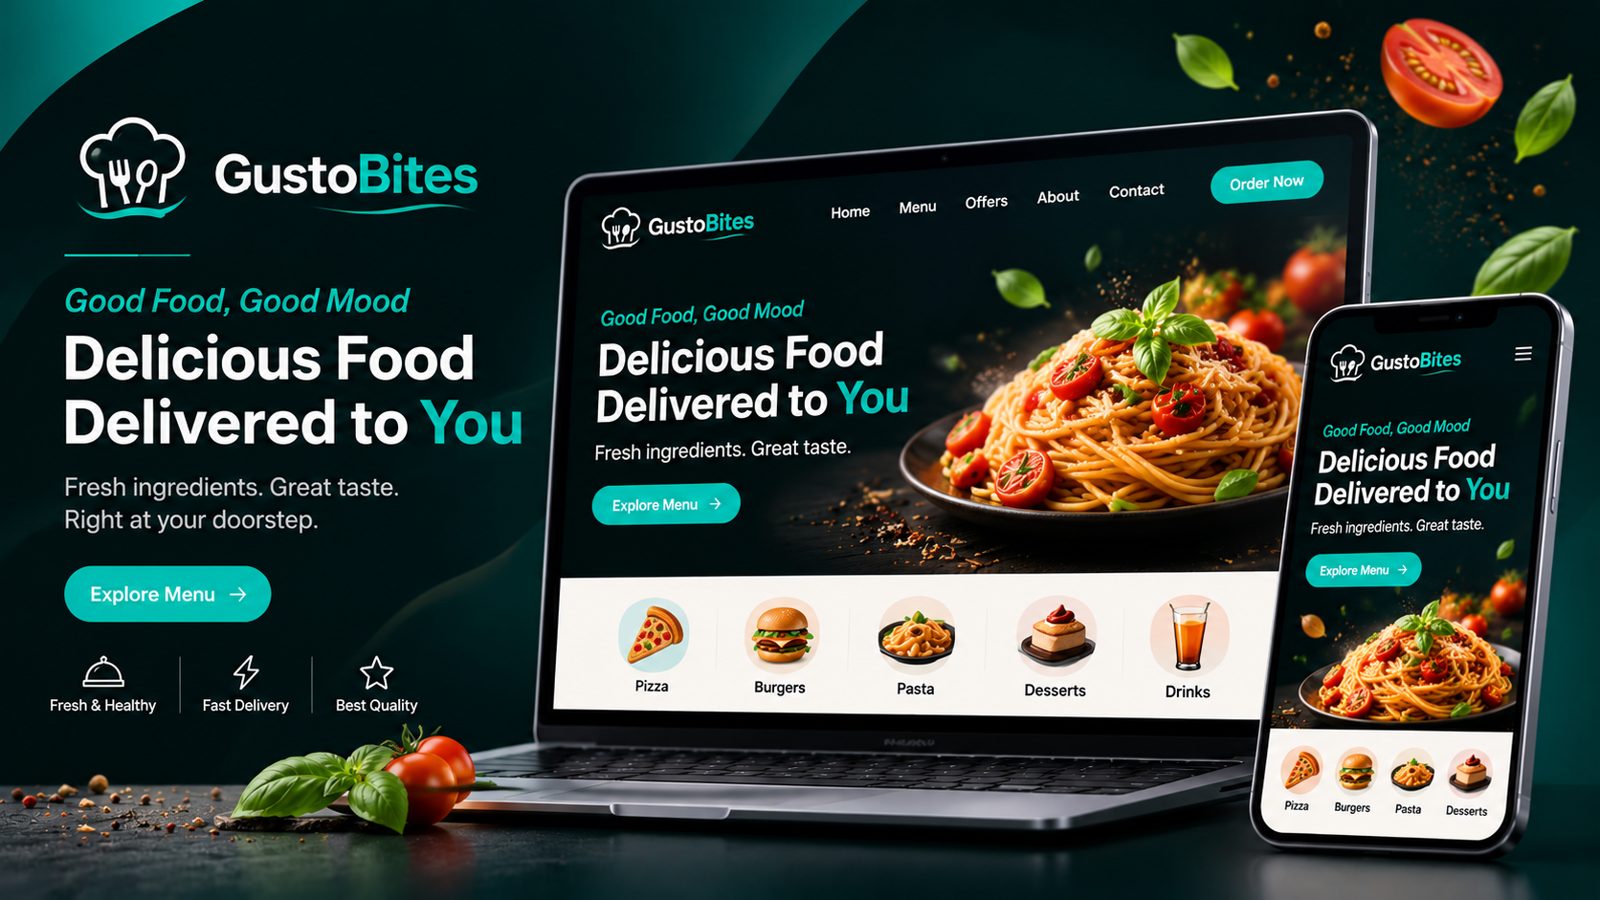 GustoBites
Good Food, Good Mood
Delicious Food
Delivered to You
Fresh ingredients. Great taste.
Right at your doorstep.
Explore Menu →
Fresh & Healthy
Fast Delivery
Best Quality
GustoBites
Home
Menu
Offers
About
Contact
Order Now
Good Food, Good Mood
Delicious Food
Delivered to You
Fresh ingredients. Great taste.
Explore Menu →
Pizza
Burgers
Pasta
Desserts
Drinks
GustoBites
Good Food, Good Mood
Delicious Food
Delivered to You
Fresh ingredients. Great taste.
Explore Menu →
Pizza
Burgers
Pasta
Desserts